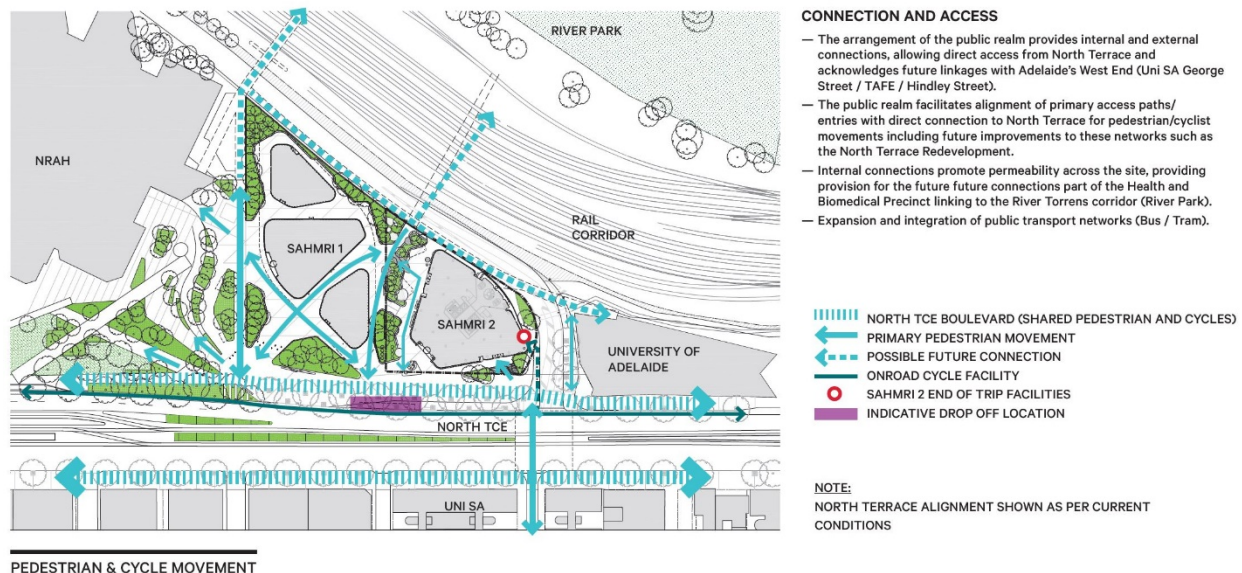 RIVER PARK
NRAH
RAIL
CORRIDOR
SAHMRI 1
SAHMRI 2
UNIVERSITY OF
ADELAIDE
NORTH TCE
UNI SA
PEDESTRIAN & CYCLE MOVEMENT
CONNECTION AND ACCESS
— The arrangement of the public realm provides internal and external
connections, allowing direct access from North Terrace and
acknowledges future linkages with Adelaide's West End (Uni SA George
Street / TAFE / Hindley Street).
— The public realm facilitates alignment of primary access paths/
entries with direct connection to North Terrace for pedestrian/cyclist
movements including future improvements to these networks such as
the North Terrace Redevelopment.
— Internal connections promote permeability across the site, providing
provision for the future future connections part of the Health and
Biomedical Precinct linking to the River Torrens corridor (River Park).
— Expansion and integration of public transport networks (Bus / Tram).
NORTH TCE BOULEVARD (SHARED PEDESTRIAN AND CYCLES)
PRIMARY PEDESTRIAN MOVEMENT
POSSIBLE FUTURE CONNECTION
ONROAD CYCLE FACILITY
SAHMRI 2 END OF TRIP FACILITIES
INDICATIVE DROP OFF LOCATION
NOTE:
NORTH TERRACE ALIGNMENT SHOWN AS PER CURRENT
CONDITIONS